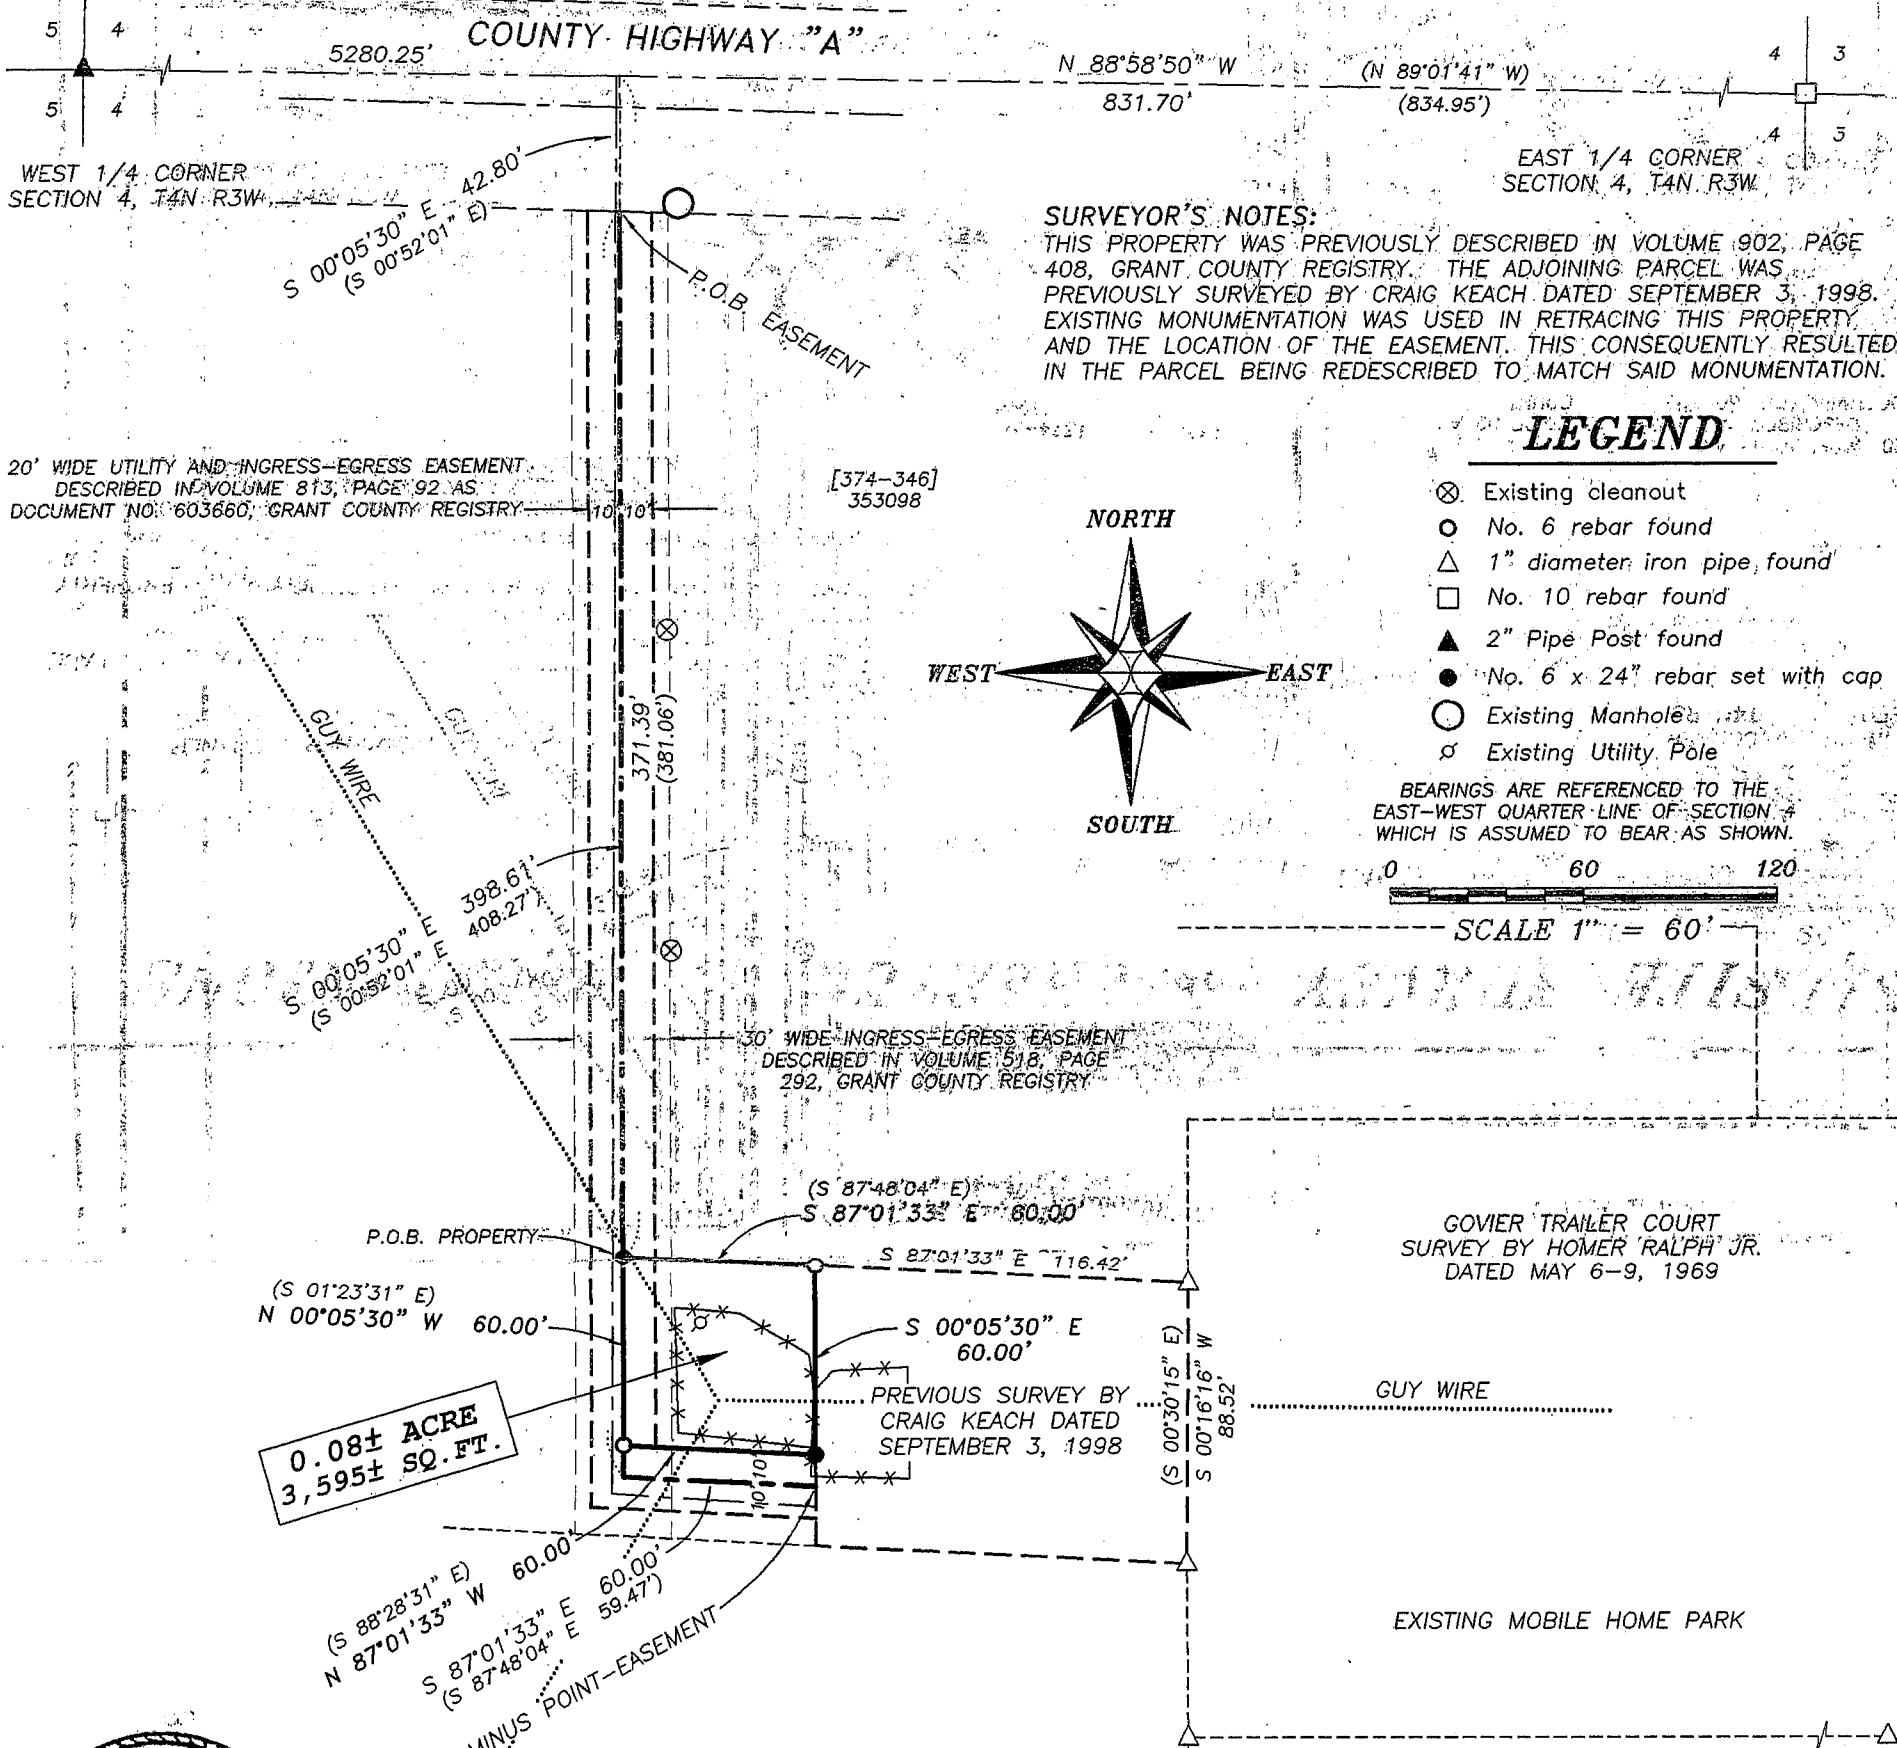 5 4
5 4
5280.25'
COUNTY HIGHWAY "A"
N 88°58'50" W
831.70'
(N 89°01'41" W)
(834.95')
4 3
4 3
WEST 1/4 CORNER
SECTION 4, T4N R3W
EAST 1/4 CORNER
SECTION 4, T4N R3W
S 00°05'30" E 42.80'
(S 00°52'01" E)
P.O.B. EASEMENT
SURVEYOR'S NOTES:
THIS PROPERTY WAS PREVIOUSLY DESCRIBED IN VOLUME 902, PAGE
408, GRANT COUNTY REGISTRY. THE ADJOINING PARCEL WAS
PREVIOUSLY SURVEYED BY CRAIG KEACH DATED SEPTEMBER 3, 1998.
EXISTING MONUMENTATION WAS USED IN RETRACING THIS PROPERTY
AND THE LOCATION OF THE EASEMENT. THIS CONSEQUENTLY RESULTED
IN THE PARCEL BEING REDESCRIBED TO MATCH SAID MONUMENTATION.
20' WIDE UTILITY AND INGRESS-EGRESS EASEMENT
DESCRIBED IN VOLUME 813, PAGE 92 AS
DOCUMENT NO. 603660, GRANT COUNTY REGISTRY
10' 10'
[374-346]
353098
LEGEND
Existing cleanout
No. 6 rebar found
1" diameter iron pipe found
No. 10 rebar found
2" Pipe Post found
No. 6 x 24" rebar set with cap
Existing Manhole
Existing Utility Pole
BEARINGS ARE REFERENCED TO THE
EAST-WEST QUARTER LINE OF SECTION 4
WHICH IS ASSUMED TO BEAR AS SHOWN.
0 60 120
SCALE 1" = 60'
NORTH
WEST
EAST
SOUTH
GUY WIRE
371.39'
(381.06')
S 00°05'30" E 398.61'
(S 00°52'01" E 408.27')
30' WIDE INGRESS-EGRESS EASEMENT
DESCRIBED IN VOLUME 518, PAGE
292, GRANT COUNTY REGISTRY
(S 87°48'04" E)
S 87°01'33" E 60.00'
P.O.B. PROPERTY
S 87°01'33" E 116.42'
(S 01°23'31" E)
N 00°05'30" W 60.00'
S 00°05'30" E
60.00'
GOVIER TRAILER COURT
SURVEY BY HOMER RALPH JR.
DATED MAY 6-9, 1969
(S 00°30'15" E)
S 00°16'16" W
88.52'
GUY WIRE
PREVIOUS SURVEY BY
CRAIG KEACH DATED
SEPTEMBER 3, 1998
0.08± ACRE
3,595± SQ.FT.
10' 10'
(S 88°28'31" E)
N 87°01'33" W 60.00'
S 87°01'33" E 60.00'
(S 87°48'04" E 59.47')
MINUS POINT-EASEMENT
EXISTING MOBILE HOME PARK